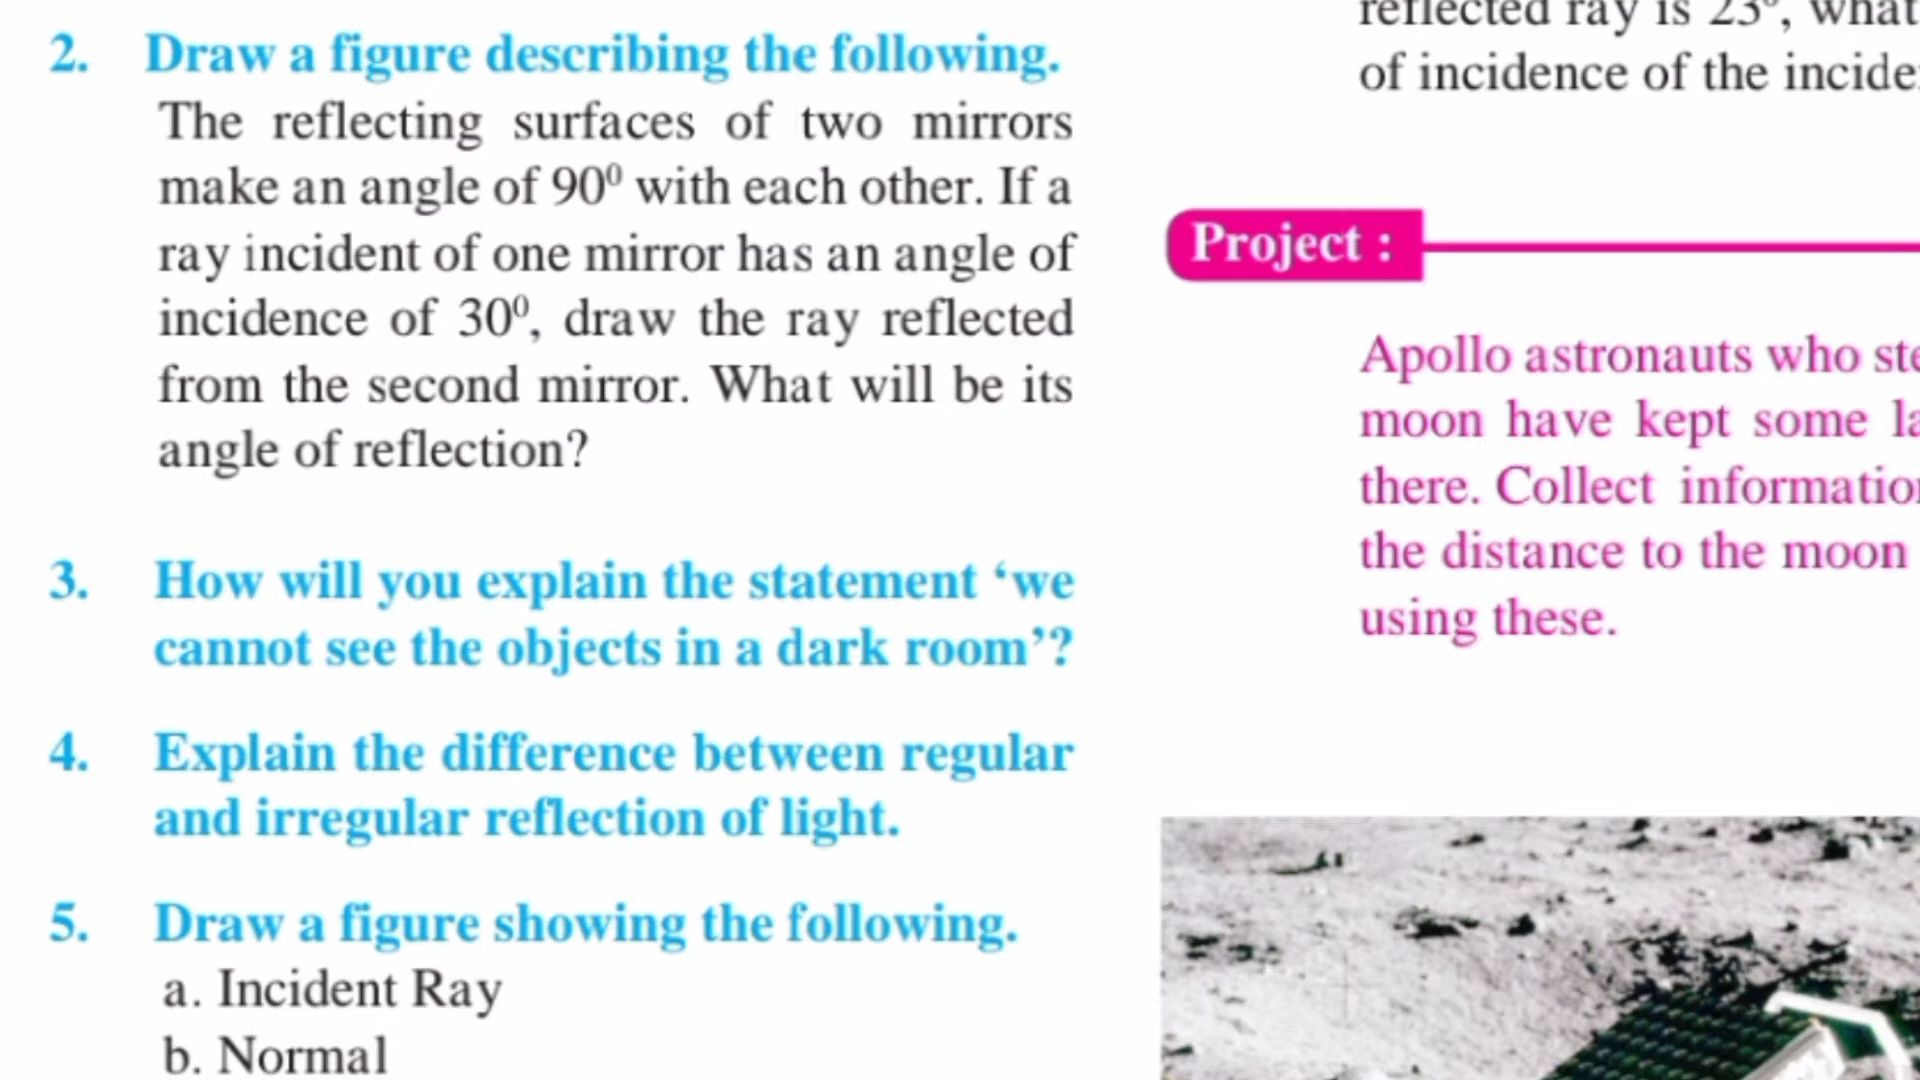 2. Draw a figure describing the following.
The reflecting surfaces of two mirrors
make an angle of 90⁰ with each other. If a
ray incident of one mirror has an angle of
incidence of 30⁰, draw the ray reflected
from the second mirror. What will be its
angle of reflection?
3. How will you explain the statement ‘we
cannot see the objects in a dark room’?
4. Explain the difference between regular
and irregular reflection of light.
5. Draw a figure showing the following.
a. Incident Ray
b. Normal
reflected ray is 23⁰, what
of incidence of the
Project :
Apollo astronauts who
moon have kept some
there. Collect
the distance to the moon
using these.